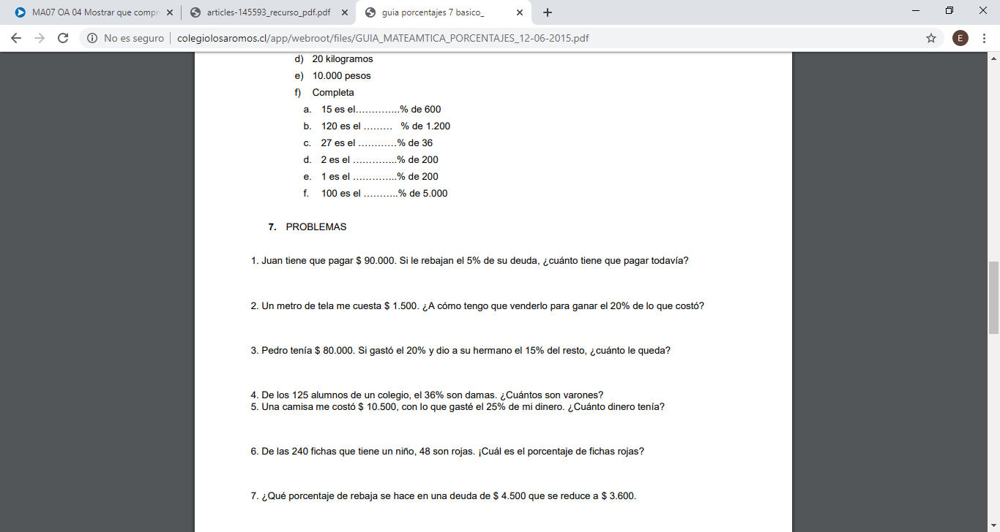 MA07 OA 04 Mostrar que compr
articles-145593_recurso_pdf.pdf
guia porcentajes 7 basico_
No es seguro
colegiolosaromos.cl/app/webroot/files/GUIA_MATEAMTICA_PORCENTAJES_12-06-2015.pdf
E
d) 20 kilogramos
e) 10.000 pesos
f) Completa
a. 15 es el…………..% de 600
b. 120 es el ……… % de 1.200
c. 27 es el …………% de 36
d. 2 es el …………..% de 200
e. 1 es el …………..% de 200
f. 100 es el ………..% de 5.000
7. PROBLEMAS
1. Juan tiene que pagar $ 90.000. Si le rebajan el 5% de su deuda, ¿cuánto tiene que pagar todavía?
2. Un metro de tela me cuesta $ 1.500. ¿A cómo tengo que venderlo para ganar el 20% de lo que costó?
3. Pedro tenía $ 80.000. Si gastó el 20% y dio a su hermano el 15% del resto, ¿cuánto le queda?
4. De los 125 alumnos de un colegio, el 36% son damas. ¿Cuántos son varones?
5. Una camisa me costó $ 10.500, con lo que gasté el 25% de mi dinero. ¿Cuánto dinero tenía?
6. De las 240 fichas que tiene un niño, 48 son rojas. ¡Cuál es el porcentaje de fichas rojas?
7. ¿Qué porcentaje de rebaja se hace en una deuda de $ 4.500 que se reduce a $ 3.600.